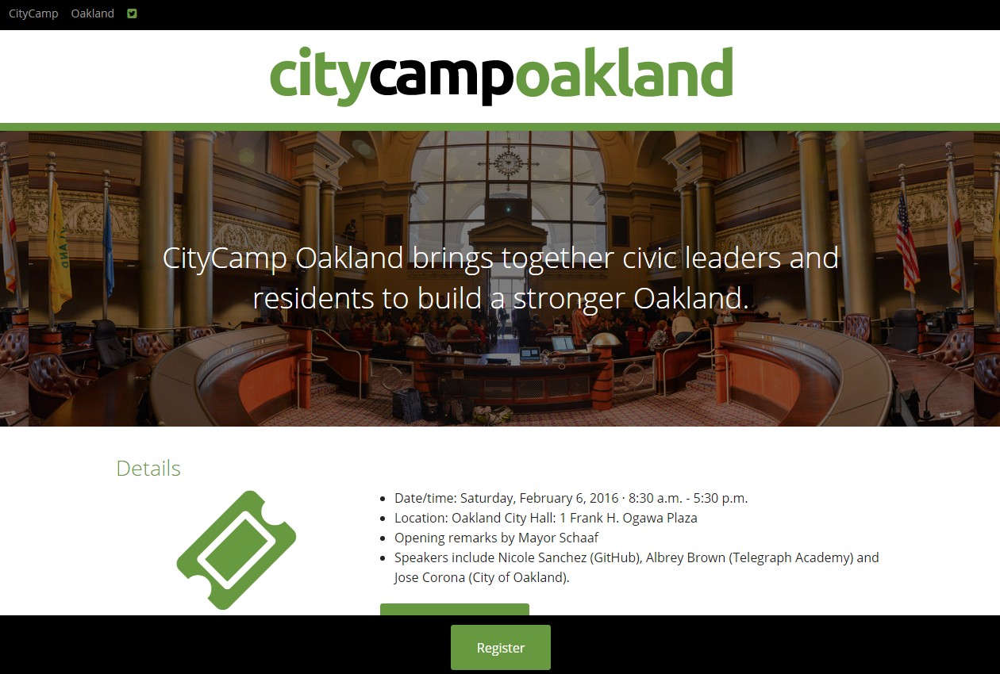 CityCamp Oakland
citycampoakland
CityCamp Oakland brings together civic leaders and
residents to build a stronger Oakland.
Details
Date/time: Saturday, February 6, 2016 · 8:30 a.m. - 5:30 p.m.
Location: Oakland City Hall: 1 Frank H. Ogawa Plaza
Opening remarks by Mayor Schaaf
Speakers include Nicole Sanchez (GitHub), Albrey Brown (Telegraph Academy) and
Jose Corona (City of Oakland).
Register